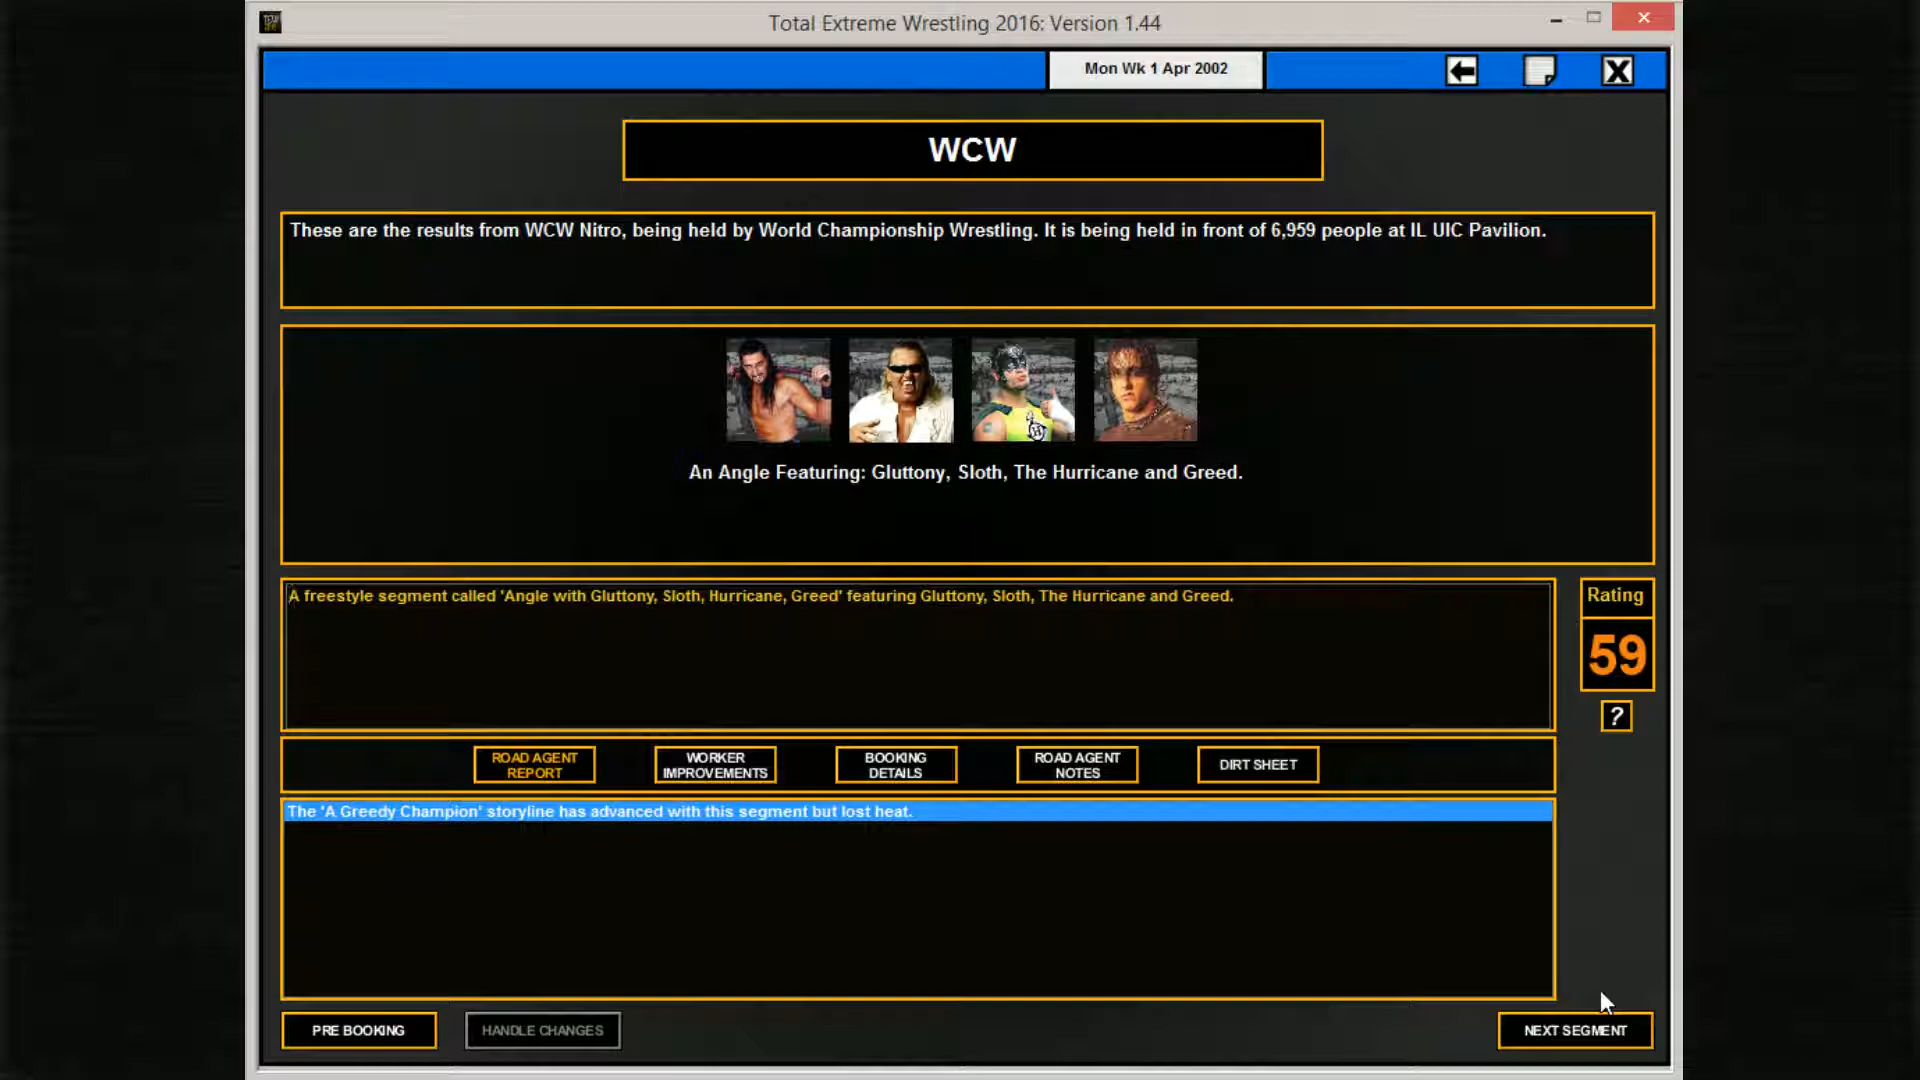 Total Extreme Wrestling 2016: Version 1.44
Mon Wk 1 Apr 2002
WCW
These are the results from WCW Nitro, being held by World Championship Wrestling. It is being held in front of 6,959 people at IL UIC Pavilion.
An Angle Featuring: Gluttony, Sloth, The Hurricane and Greed.
A freestyle segment called 'Angle with Gluttony, Sloth, Hurricane, Greed' featuring Gluttony, Sloth, The Hurricane and Greed.
Rating
59
?
ROAD AGENT
REPORT
WORKER
IMPROVEMENTS
BOOKING
DETAILS
ROAD AGENT
NOTES
DIRT SHEET
The 'A Greedy Champion' storyline has advanced with this segment but lost heat.
PRE BOOKING
HANDLE CHANGES
NEXT SEGMENT